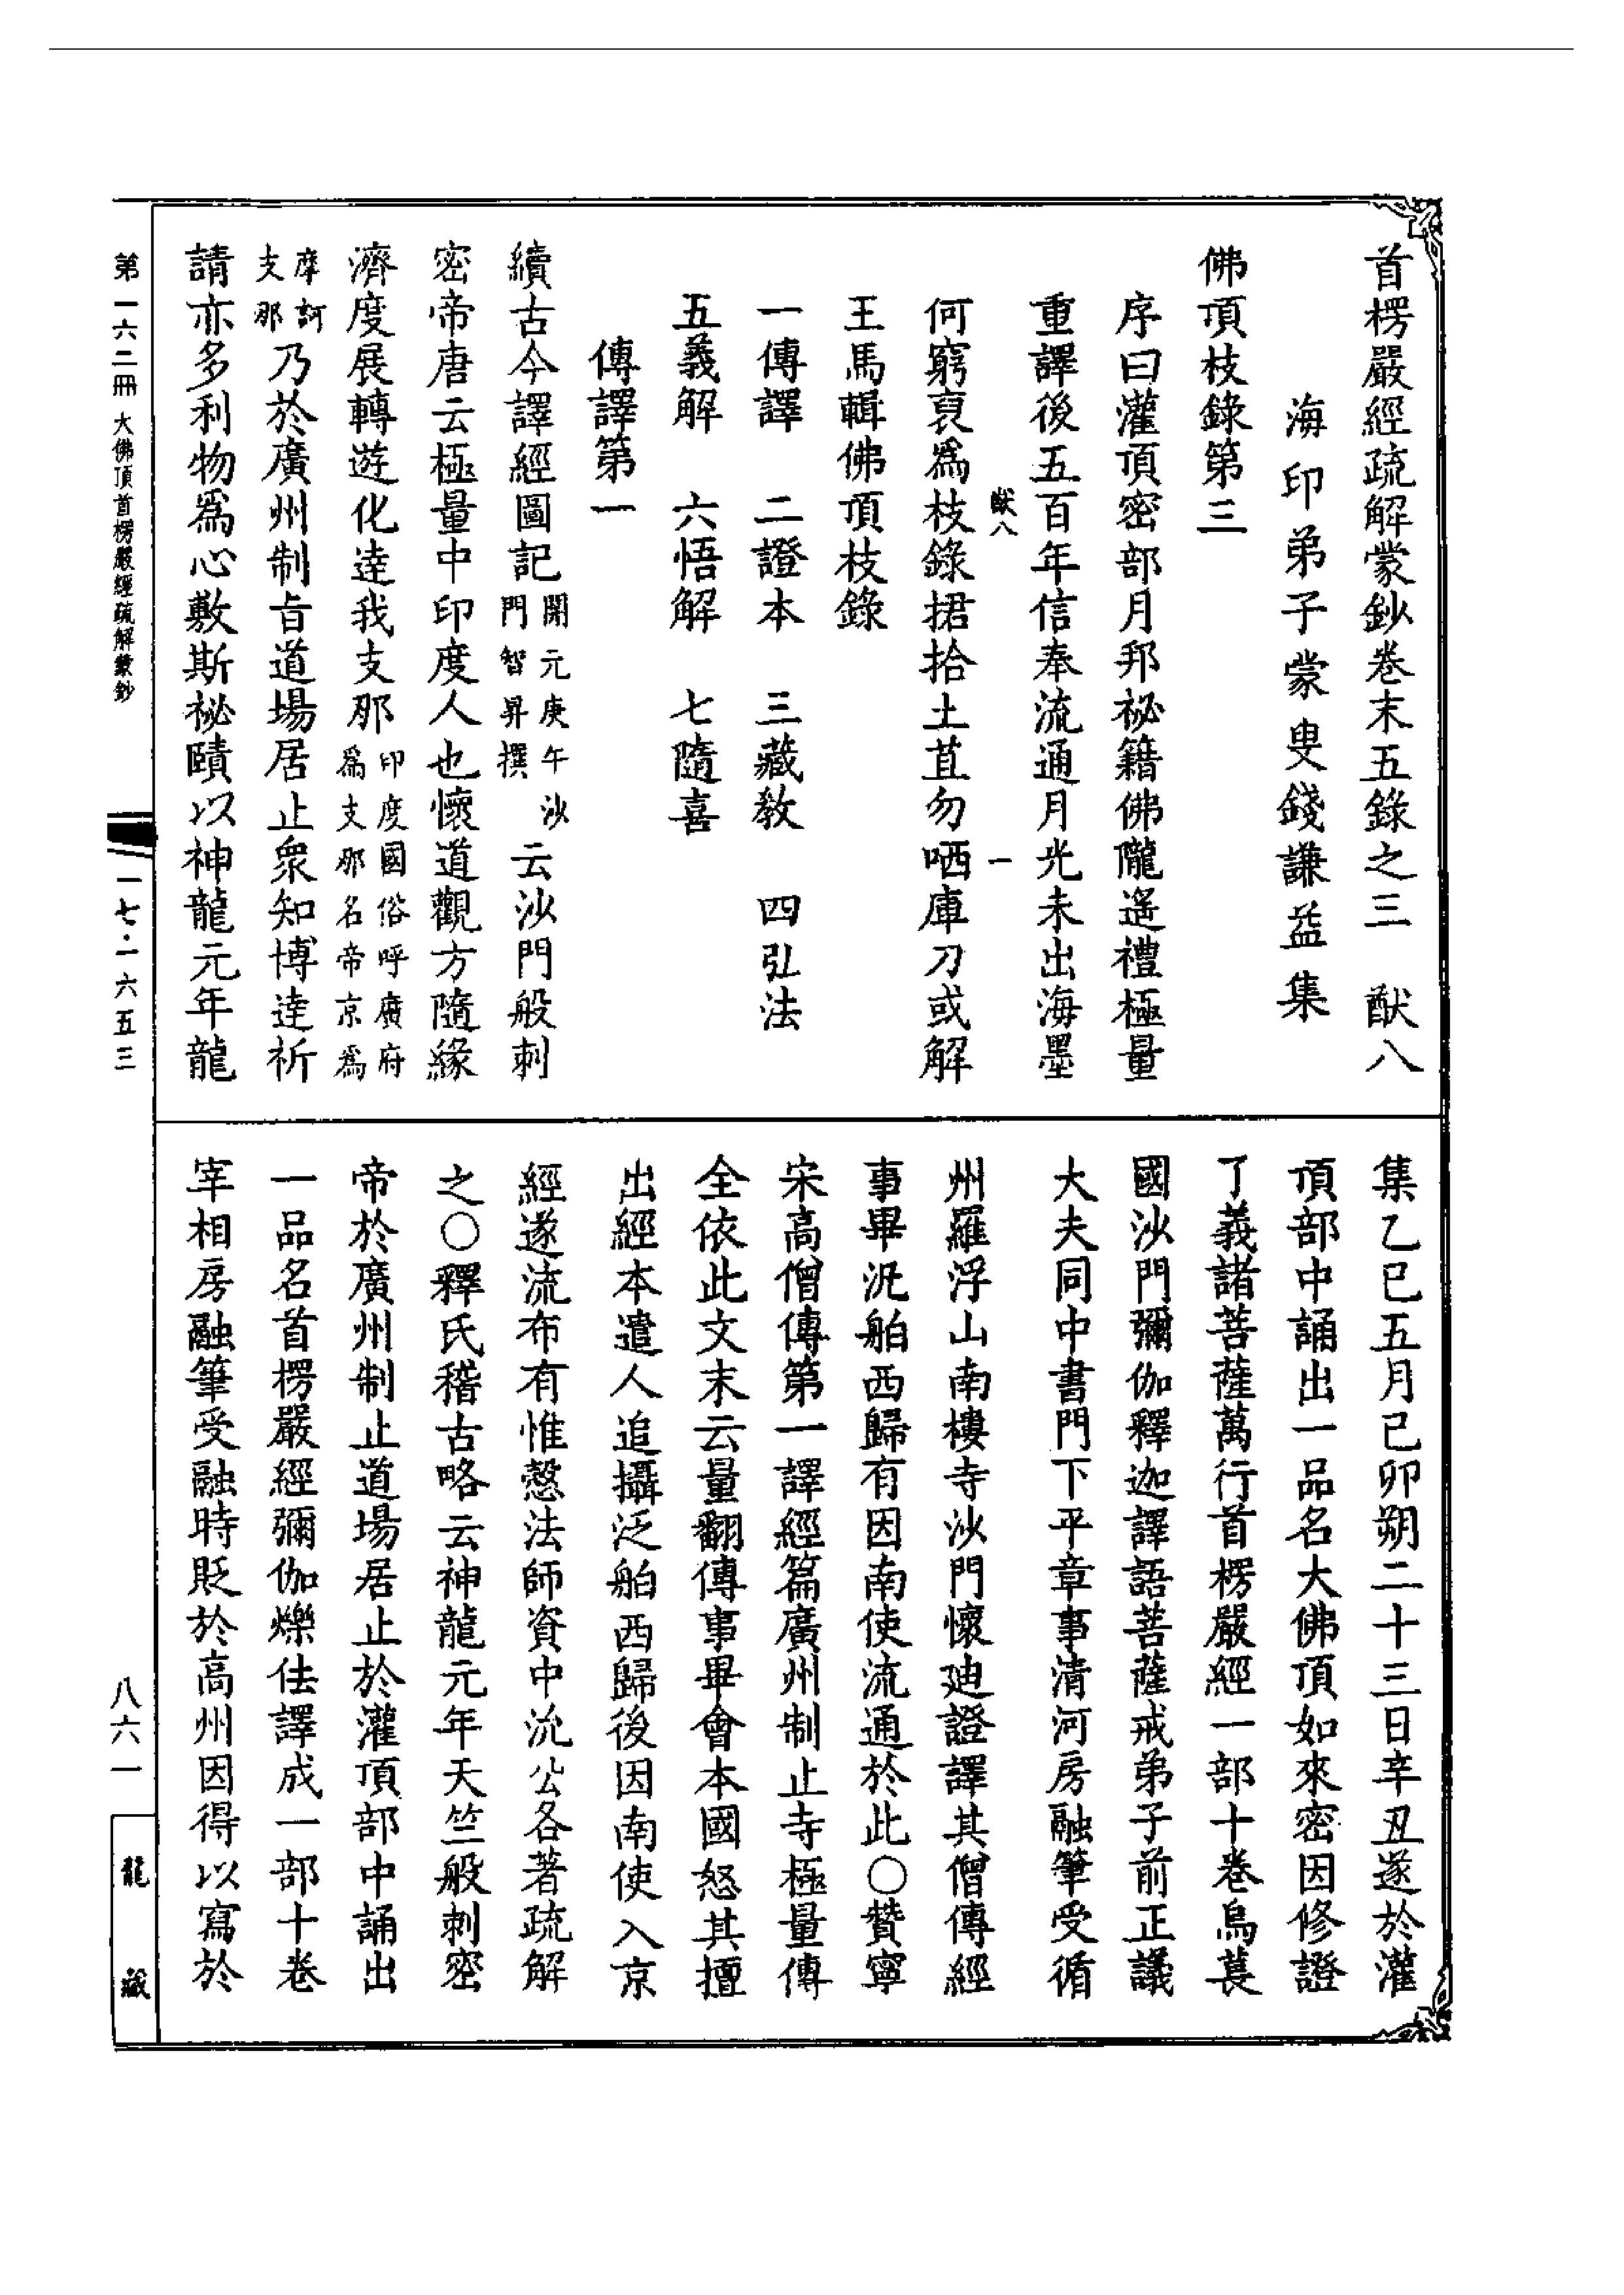 首楞嚴經疏解蒙鈔卷末五錄之三　猷八
海印弟子蒙叟錢謙益集
佛頂枝錄第三
序曰灌頂密部月邦祕籍佛隴遙禮極量
重譯後五百年信奉流通月光未出海墨
猷八　一
何窮裒爲枝錄捃拾土苴勿哂庫刀或解
王馬輯佛頂枝錄
一傳譯　二證本　三藏教　四弘法
五義解　六悟解　七隨喜
傳譯第一
續古今譯經圖記開元庚午沙門智昇撰云沙門般剌
密帝唐云極量中印度人也懷道觀方隨緣
濟度展轉遊化達我支那印度國俗呼廣府爲支那名帝京爲
摩訶支那乃於廣州制旨道場居止衆知博達祈
請亦多利物爲心敷斯祕賾以神龍元年龍
集乙巳五月己卯朔二十三日辛丑遂於灌
頂部中誦出一品名大佛頂如來密因修證
了義諸菩薩萬行首楞嚴經一部十卷烏萇
國沙門彌伽釋迦譯語菩薩戒弟子前正議
大夫同中書門下平章事清河房融筆受循
州羅浮山南樓寺沙門懷迪證譯其僧傳經
事畢汎舶西歸有因南使流通於此○贊寧
宋高僧傳第一譯經篇廣州制止寺極量傳
全依此文末云量翻傳事畢會本國怒其擅
出經本遣人追攝泛舶西歸後因南使入京
經遂流布有惟慤法師資中沇公各著疏解
之○釋氏稽古略云神龍元年天竺般剌密
帝於廣州制止道場居止於灌頂部中誦出
一品名首楞嚴經彌伽爍佉譯成一部十卷
宰相房融筆受融時貶於高州因得以寫於
第一六二冊　大佛頂首楞嚴經疏解蒙鈔
一七·一六五三
八六一
龍藏